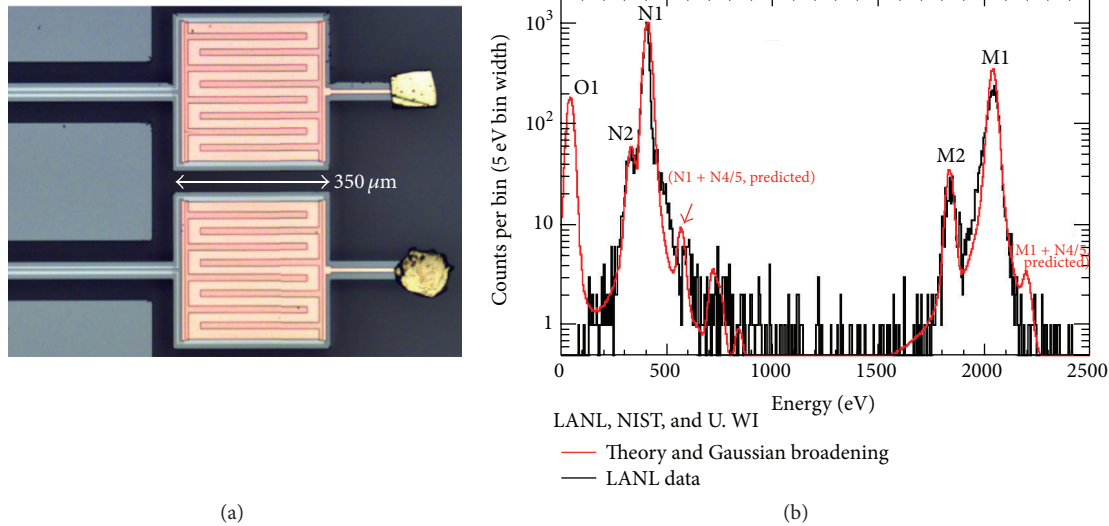 350 μm
(a)
10³
10²
10
1
Counts per bin (5 eV bin width)
O1
N2
N1
(N1 + N4/5, predicted)
M2
M1
M1 + N4/5,
predicted)
0
500
1000
1500
2000
2500
Energy (eV)
LANL, NIST, and U. WI
Theory and Gaussian broadening
LANL data
(b)